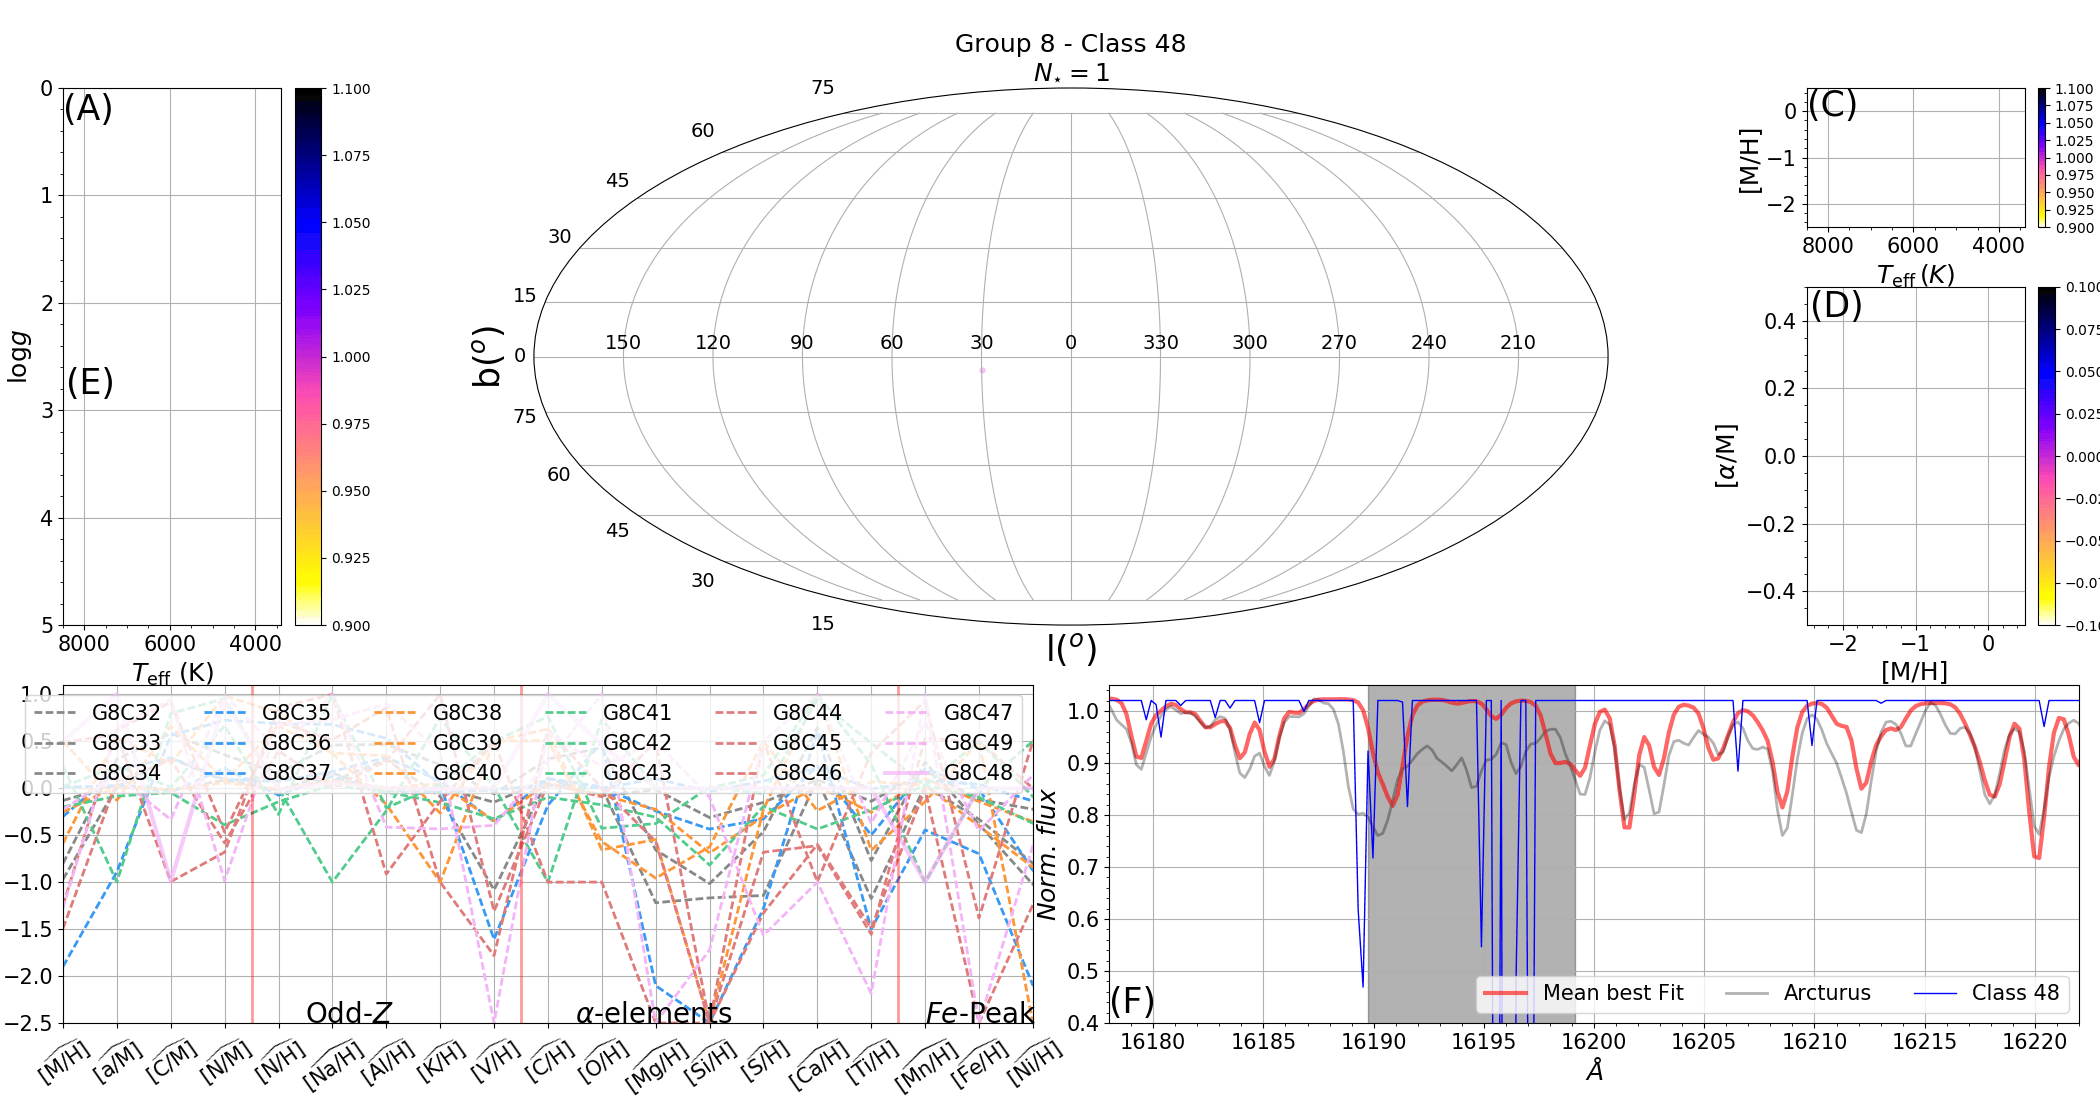 Group 8 - Class 48
N⋆ = 1
(A)
0
1
2
3
4
5
logg
(E)
8000 6000 4000
Teff (K)
1.100
1.075
1.050
1.025
1.000
0.975
0.950
0.925
0.900
75
60
45
30
15
0
75
60
45
30
15
b(o)
150 120 90 60 30 0 330 300 270 240 210
l(o)
(C)
[M/H]
0
−1
−2
8000 6000 4000
Teff (K)
1.100
1.075
1.050
1.025
1.000
0.975
0.950
0.925
0.900
(D)
[α/M]
0.4
0.2
0.0
−0.2
−0.4
−2 −1 0
[M/H]
0.100
0.075
0.050
0.025
0.000
−0.02
−0.05
−0.07
−0.10
1.0
0.5
0.0
−0.5
−1.0
−1.5
−2.0
−2.5
G8C32 G8C35 G8C38 G8C41 G8C44 G8C47
G8C33 G8C36 G8C39 G8C42 G8C45 G8C49
G8C34 G8C37 G8C40 G8C43 G8C46 G8C48
Odd-Z α-elements Fe-Peak
[M/H] [a/M] [C/M] [N/M] [N/H] [Na/H] [Al/H] [K/H] [V/H] [C/H] [O/H] [Mg/H] [Si/H] [S/H] [Ca/H] [Ti/H] [Mn/H] [Fe/H] [Ni/H]
Norm. flux
1.0
0.9
0.8
0.7
0.6
0.5
0.4
(F)
Mean best Fit Arcturus Class 48
16180 16185 16190 16195 16200 16205 16210 16215 16220
Å